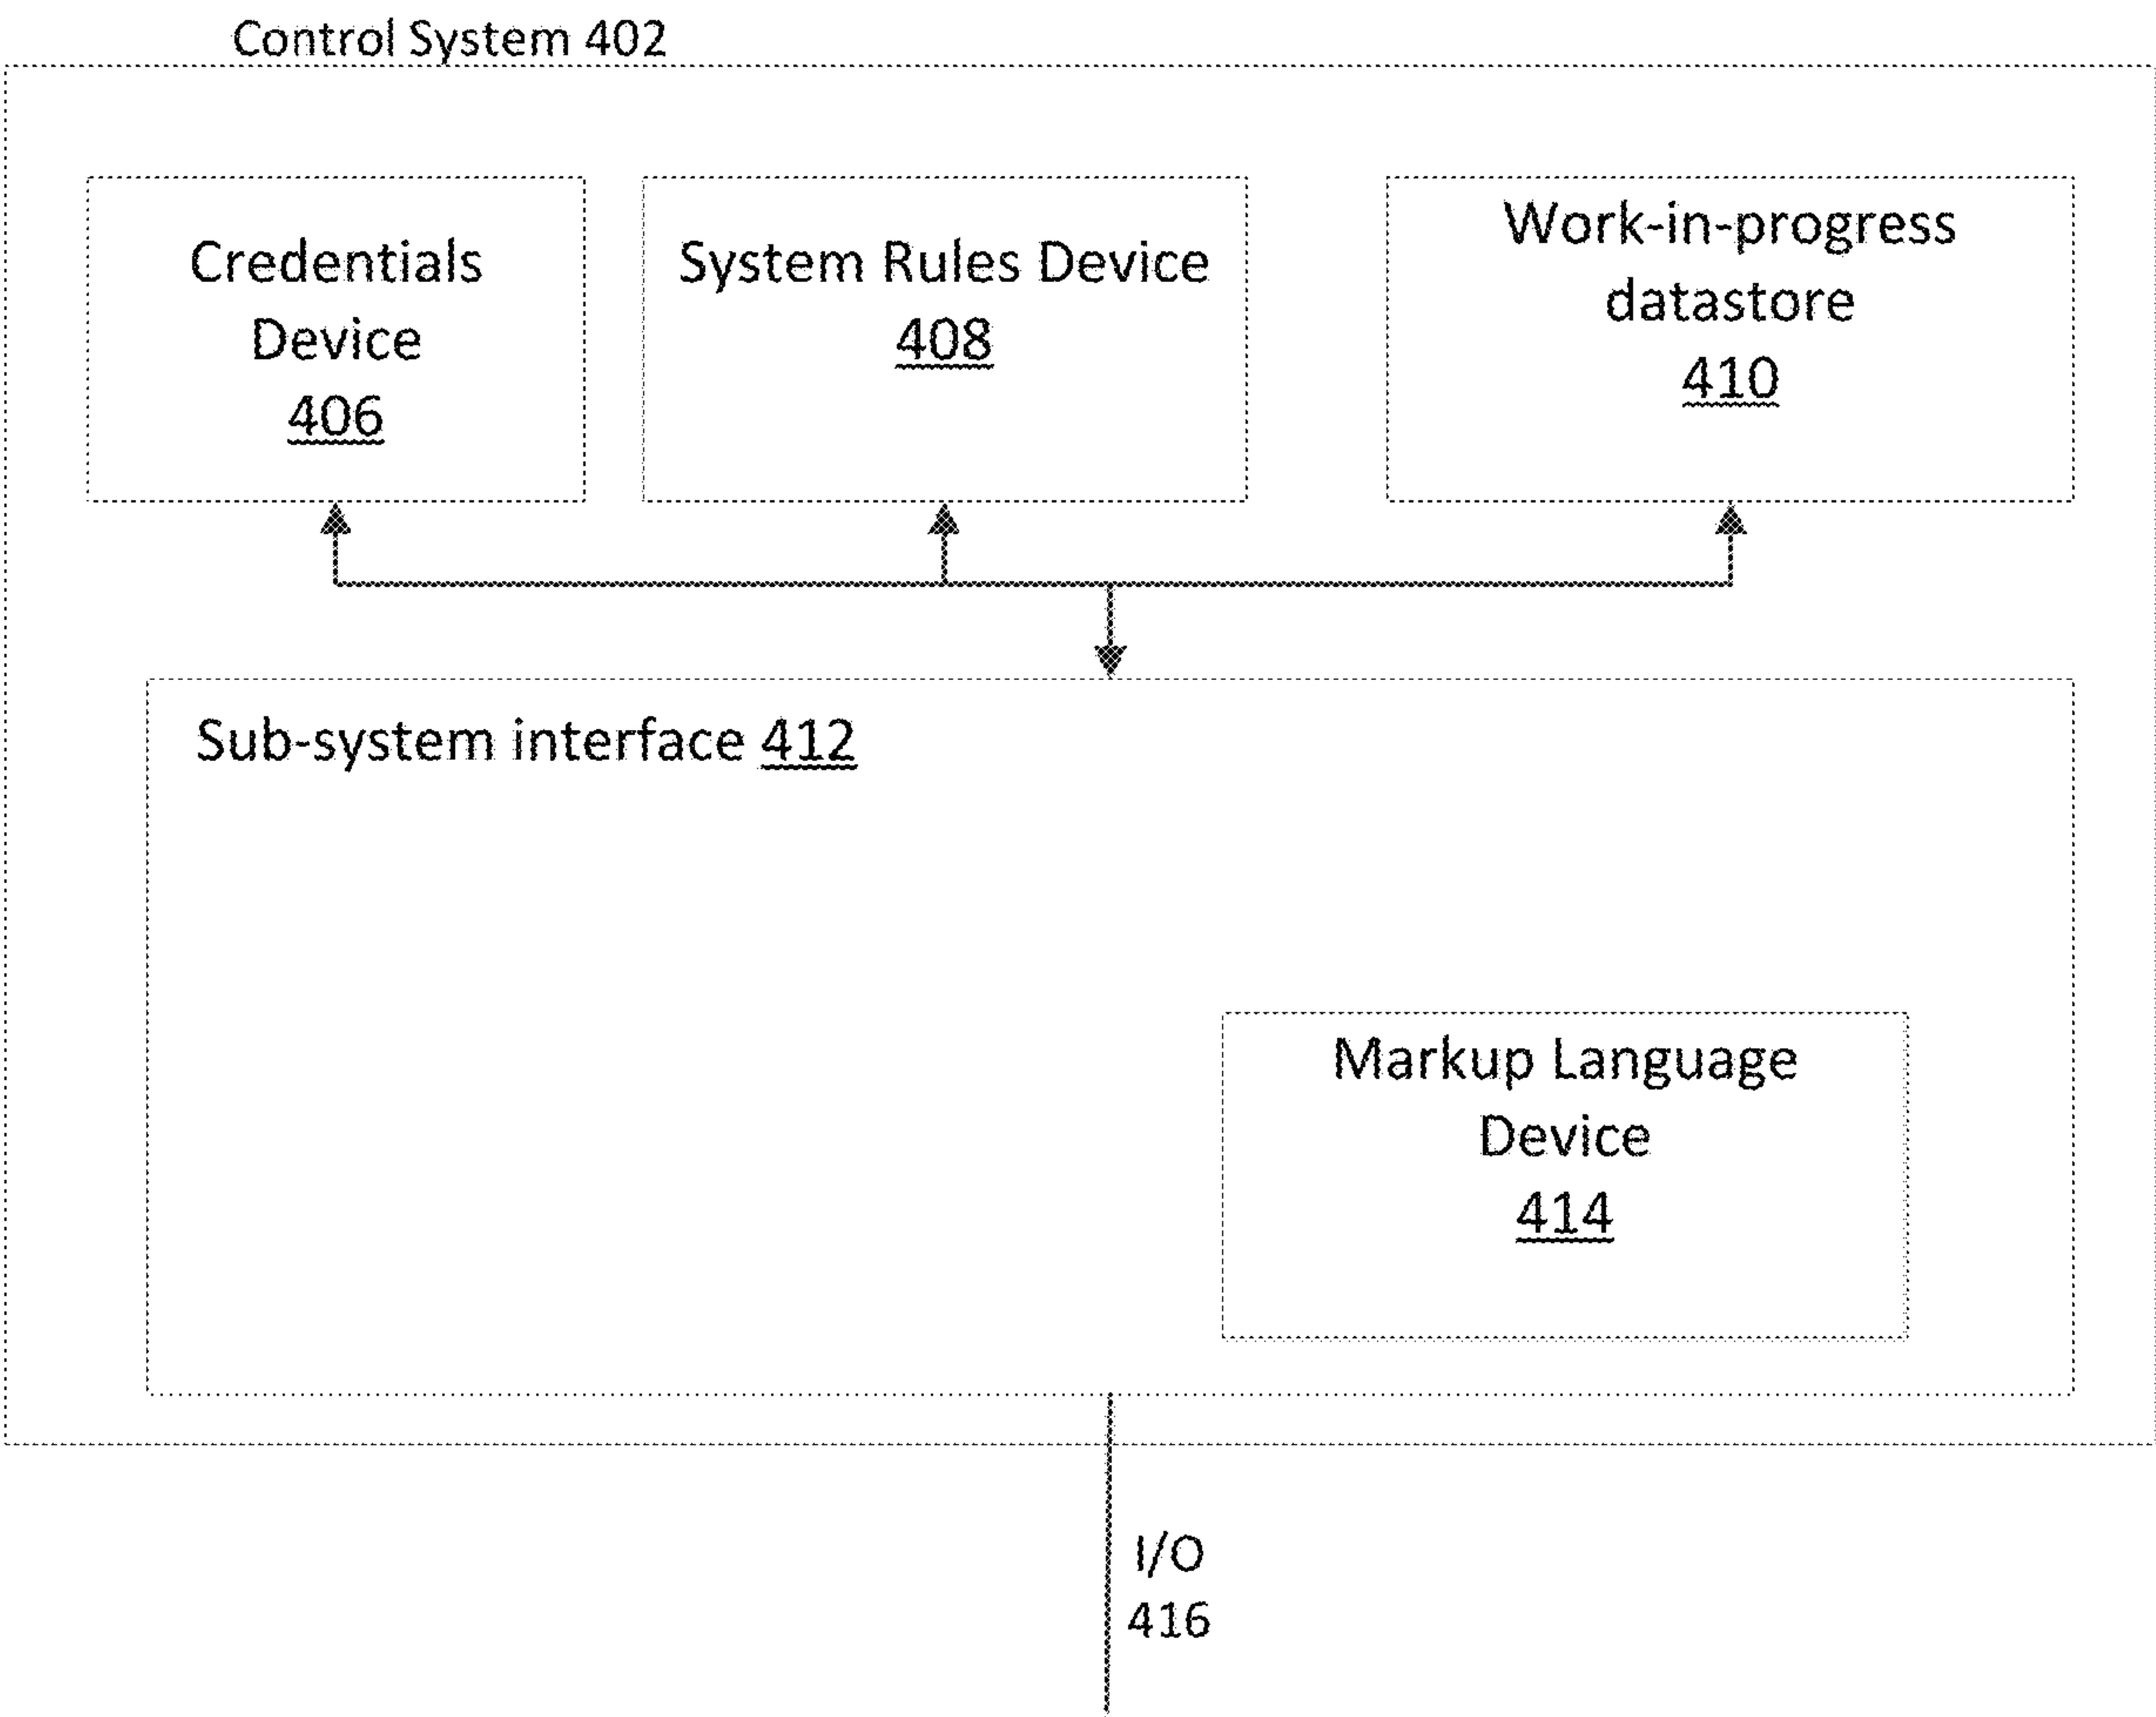 Control System 402
Credentials
Device
406
System Rules Device
408
Work-in-progress
datastore
410
Sub-system interface 412
Markup Language
Device
414
I/O
416